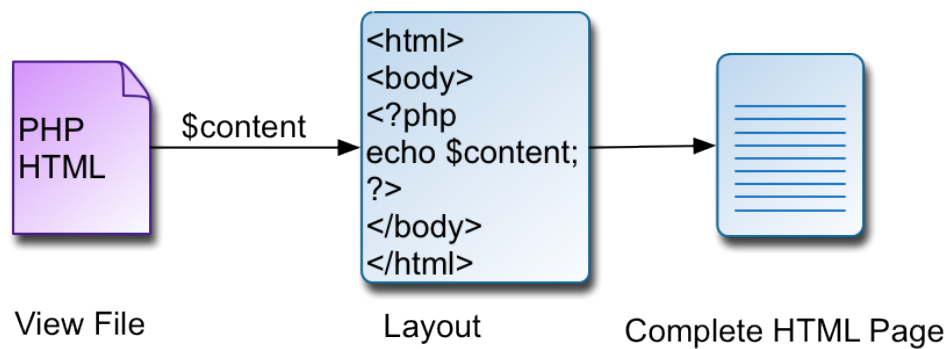 PHP
HTML
$content
<html>
<body>
<?php
echo $content;
?>
</body>
</html>
View File
Layout
Complete HTML Page